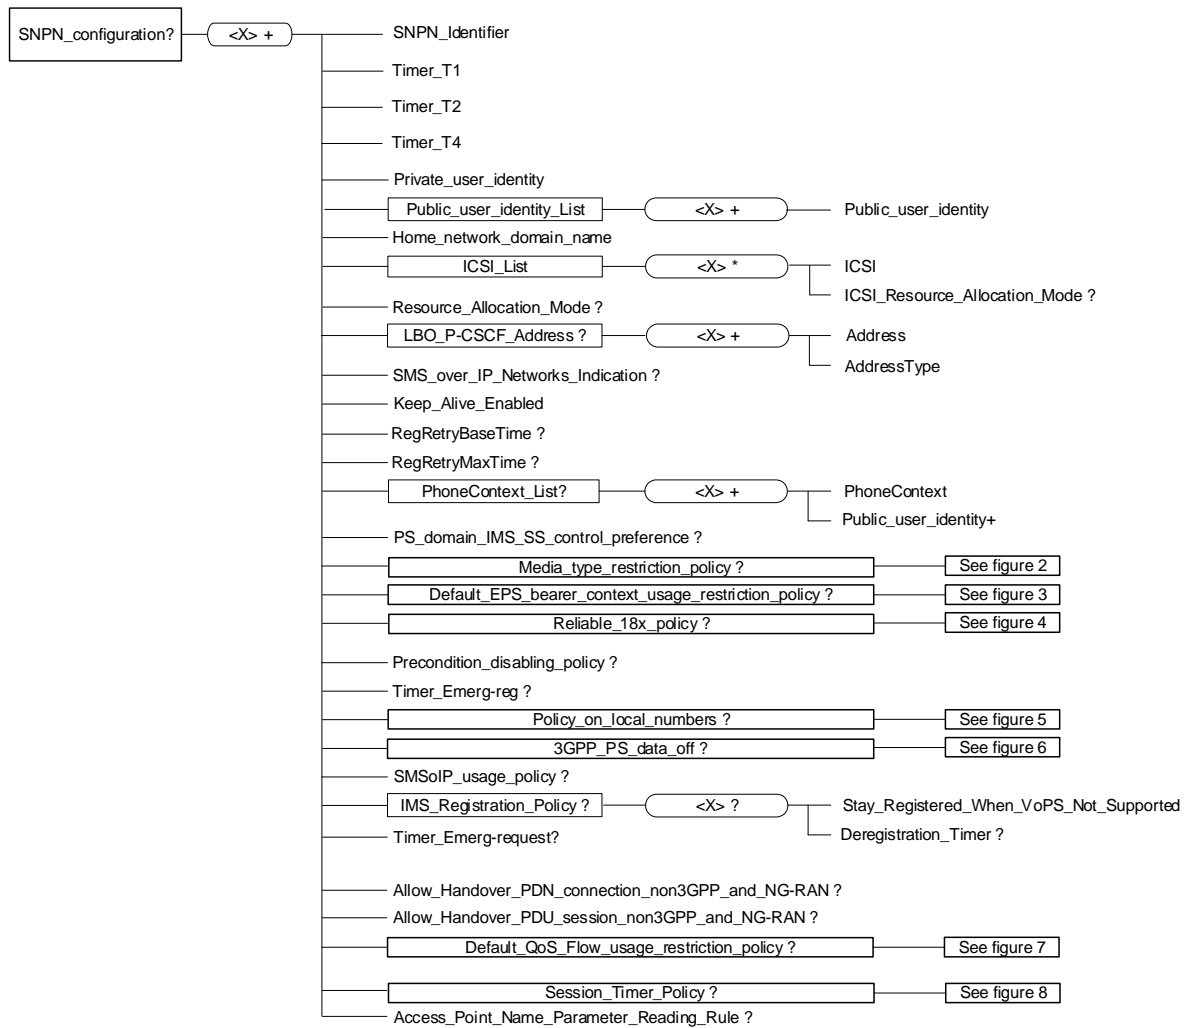 SNPN_configuration?
<X> +
SNPN_Identifier
Timer_T1
Timer_T2
Timer_T4
Private_user_identity
Public_user_identity_List <X> + Public_user_identity
Home_network_domain_name
ICSI_List <X> * ICSI
ICSI_Resource_Allocation_Mode ?
Resource_Allocation_Mode ?
LBO_P-CSCF_Address ? <X> + Address
AddressType
SMS_over_IP_Networks_Indication ?
Keep_Alive_Enabled
RegRetryBaseTime ?
RegRetryMaxTime ?
PhoneContext_List? <X> + PhoneContext
Public_user_identity+
PS_domain_IMS_SS_control_preference ?
Media_type_restriction_policy ? See figure 2
Default_EPS_bearer_context_usage_restriction_policy ? See figure 3
Reliable_18x_policy ? See figure 4
Precondition_disabling_policy ?
Timer_Emerg-reg ?
Policy_on_local_numbers ? See figure 5
3GPP_PS_data_off ? See figure 6
SMSoIP_usage_policy ?
IMS_Registration_Policy ? <X> ? Stay_Registered_When_VoPS_Not_Supported
Deregistration_Timer ?
Timer_Emerg-request?
Allow_Handover_PDN_connection_non3GPP_and_NG-RAN ?
Allow_Handover_PDU_session_non3GPP_and_NG-RAN ?
Default_QoS_Flow_usage_restriction_policy ? See figure 7
Session_Timer_Policy ? See figure 8
Access_Point_Name_Parameter_Reading_Rule ?